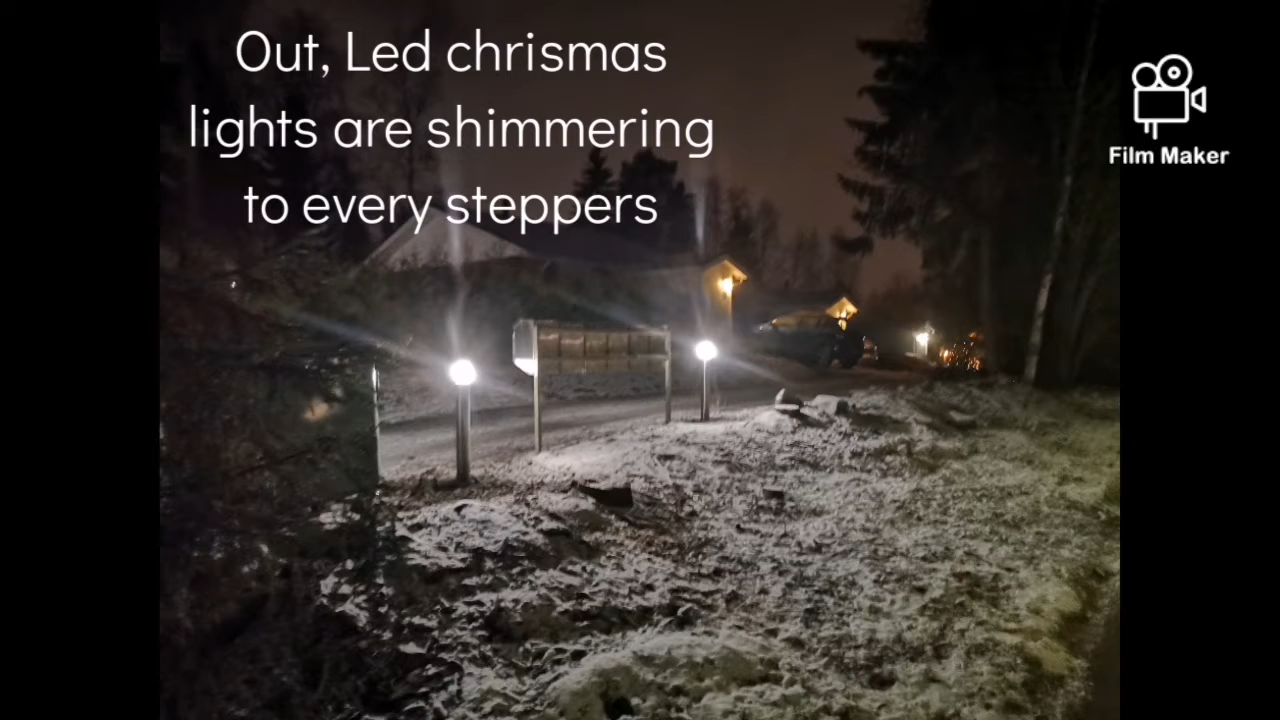 Out, Led chrismas
lights are shimmering
to every steppers
Film Maker